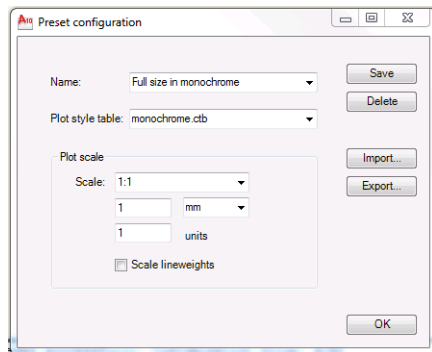 A10 Preset configuration
Name: Full size in monochrome Save
Delete
Plot style table: monochrome.ctb
Plot scale Import...
Scale: 1:1 Export...
1 mm
1 units
Scale lineweights
OK